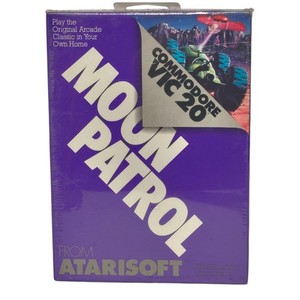 Play the
Original Arcade
Classic in Your
Own Home
COMMODORE
VIC 20
MOON
PATROL
FROM
ATARISOFT